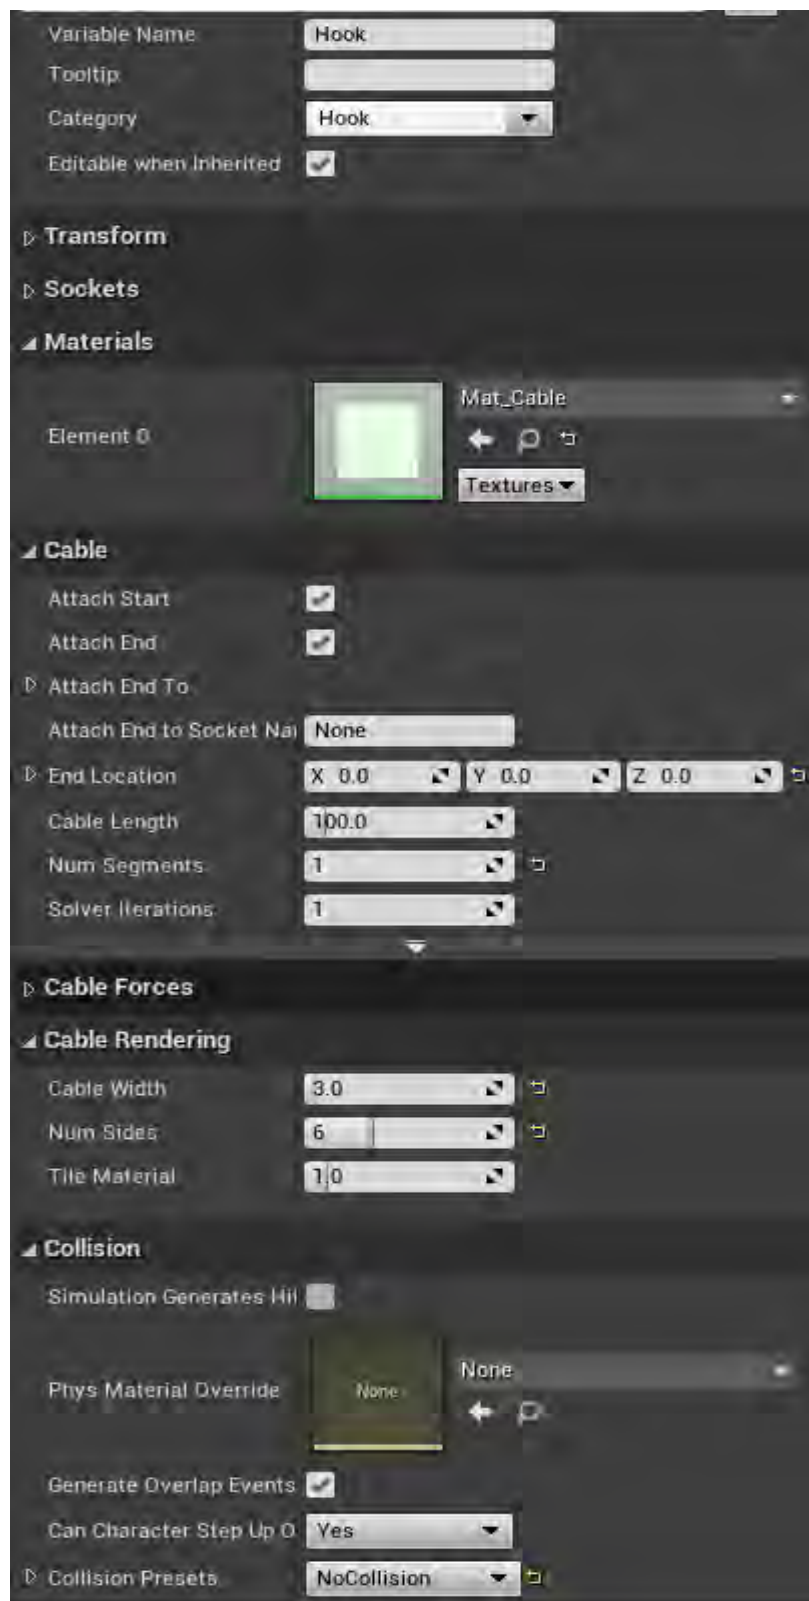 Variable Name Hook
Tooltip
Category Hook
Editable when Inherited
Transform
Sockets
Materials
Element 0 Mat_Cable
Textures
Cable
Attach Start
Attach End
Attach End To
Attach End to Socket Nai None
End Location X 0.0 Y 0.0 Z 0.0
Cable Length 100.0
Num Segments 1
Solver Iterations 1
Cable Forces
Cable Rendering
Cable Width 3.0
Num Sides 6
Tile Material 1.0
Collision
Simulation Generates Hit
Phys Material Override None None
Generate Overlap Events
Can Character Step Up O Yes
Collision Presets NoCollision